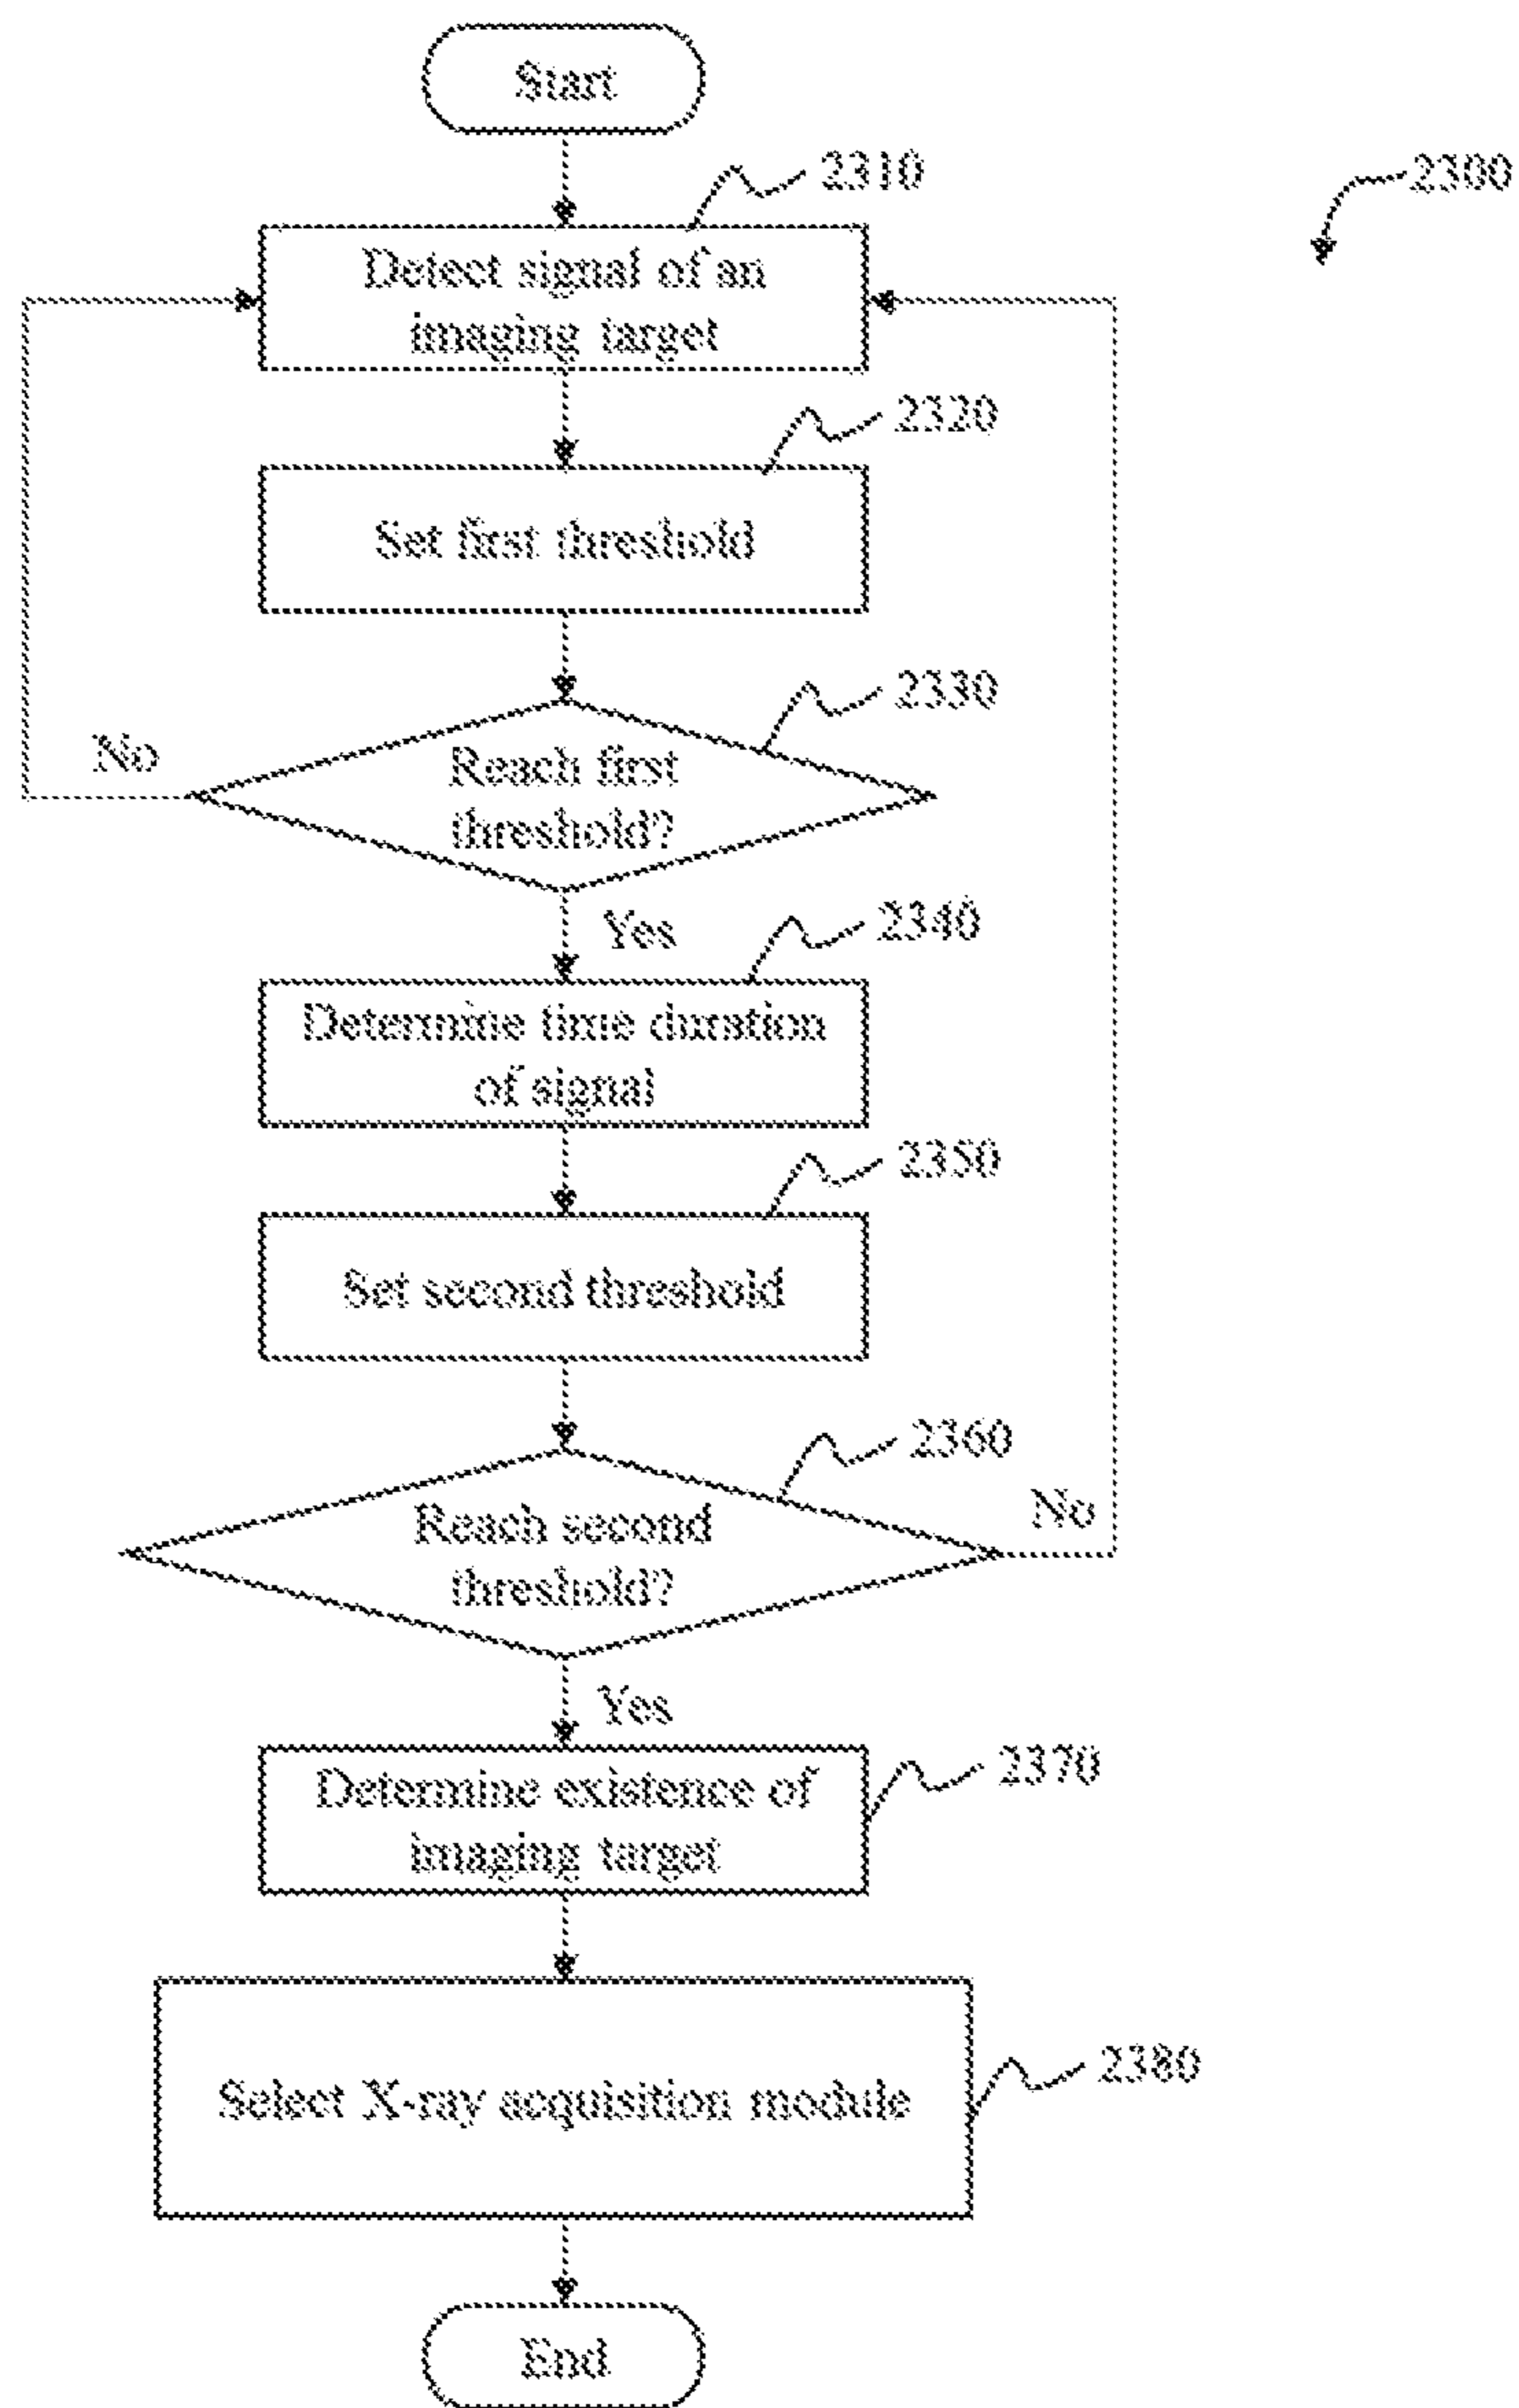 Start
2310
2300
Detect signal of an
imaging target
2320
Set first threshold
2330
No
Reach first
threshold?
Yes
2340
Determine time duration
of signal
2350
Set second threshold
2360
No
Reach second
threshold?
Yes
2370
Determine existence of
imaging target
2380
Select X-ray acquisition module
End